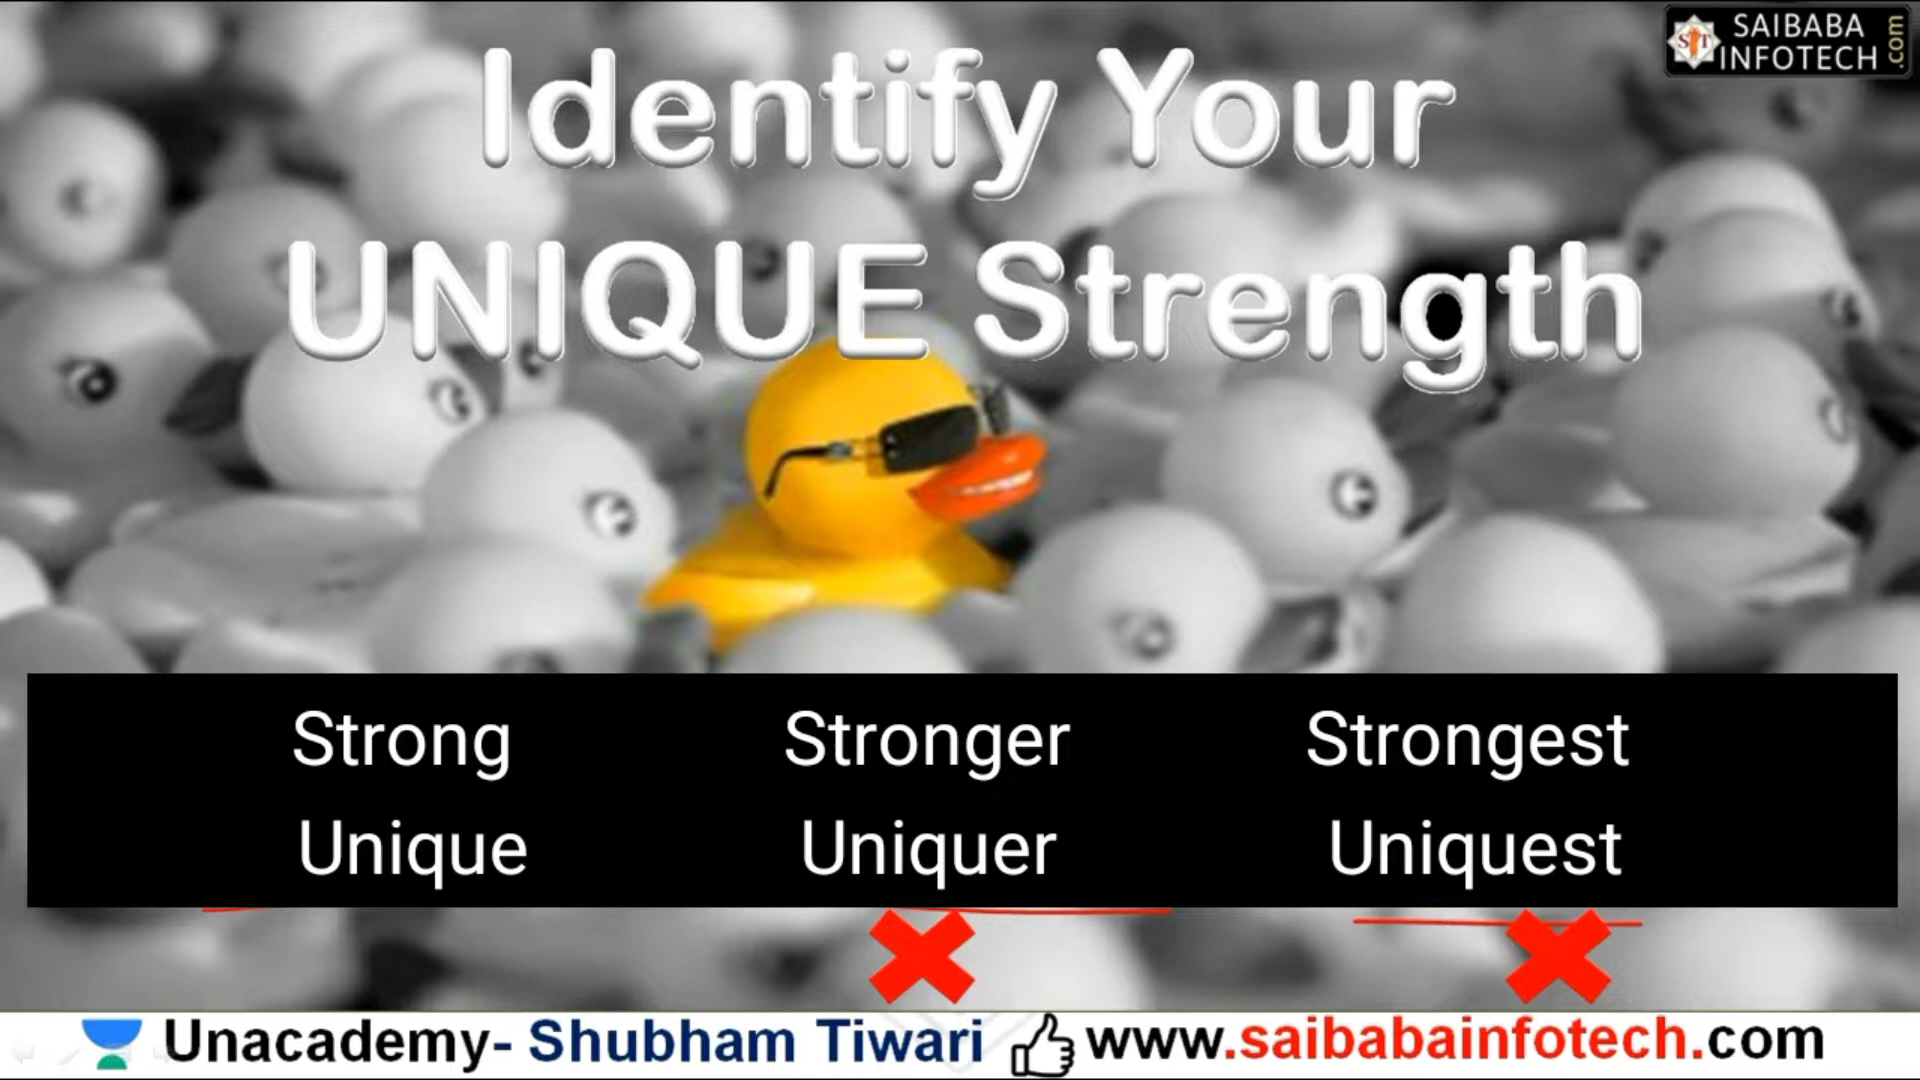 SAIBABA
INFOTECH
.com
SIT
Identify Your
UNIQUE Strength
Strong Stronger Strongest
Unique Uniquer Uniquest
Unacademy- Shubham Tiwari www.saibabainfotech.com